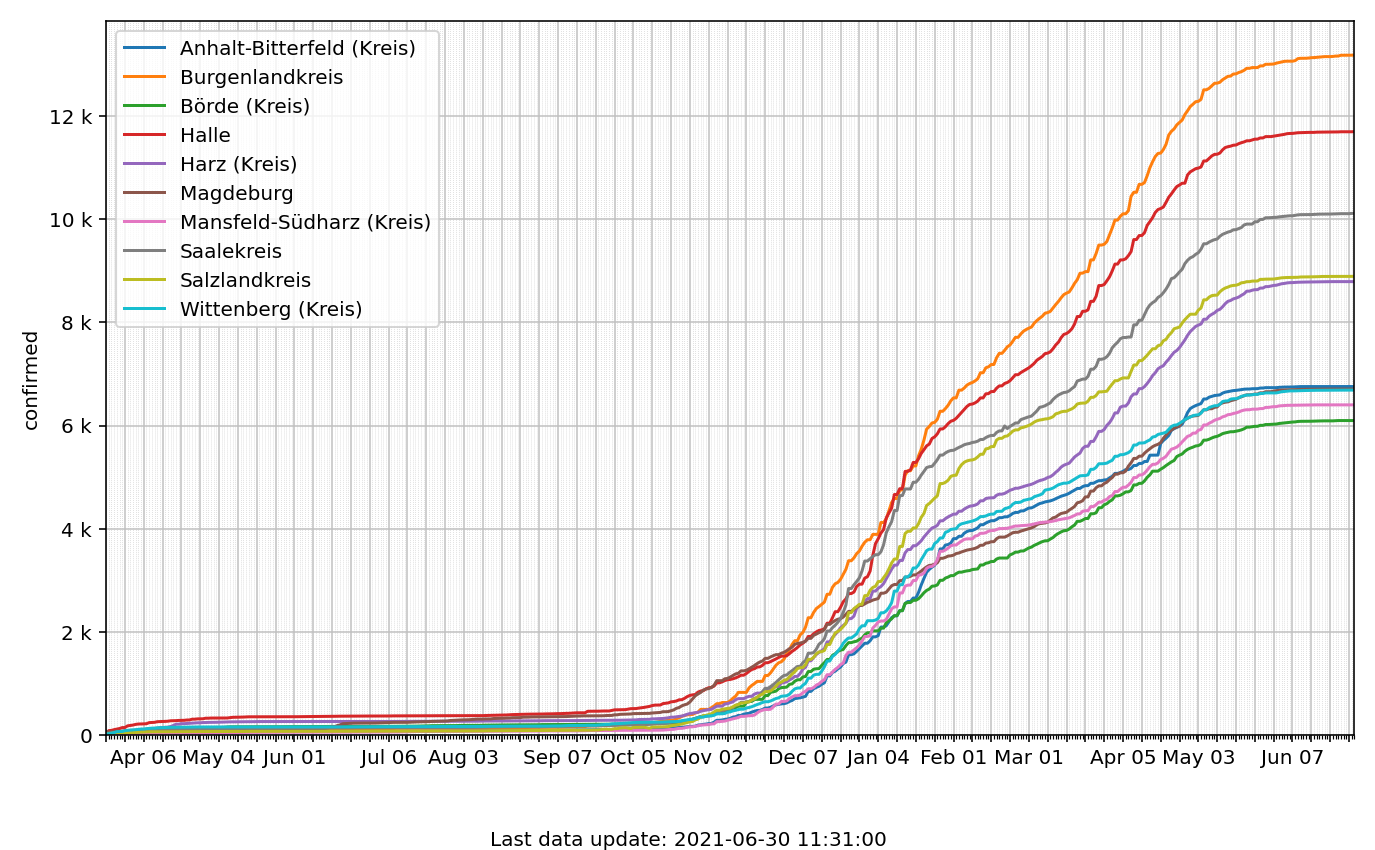 Anhalt-Bitterfeld (Kreis)
Burgenlandkreis
Börde (Kreis)
Halle
Harz (Kreis)
Magdeburg
Mansfeld-Südharz (Kreis)
Saalekreis
Salzlandkreis
Wittenberg (Kreis)
12 k
10 k
8 k
6 k
4 k
2 k
0
confirmed
Apr 06 May 04 Jun 01 Jul 06 Aug 03 Sep 07 Oct 05 Nov 02 Dec 07 Jan 04 Feb 01 Mar 01 Apr 05 May 03 Jun 07
Last data update: 2021-06-30 11:31:00